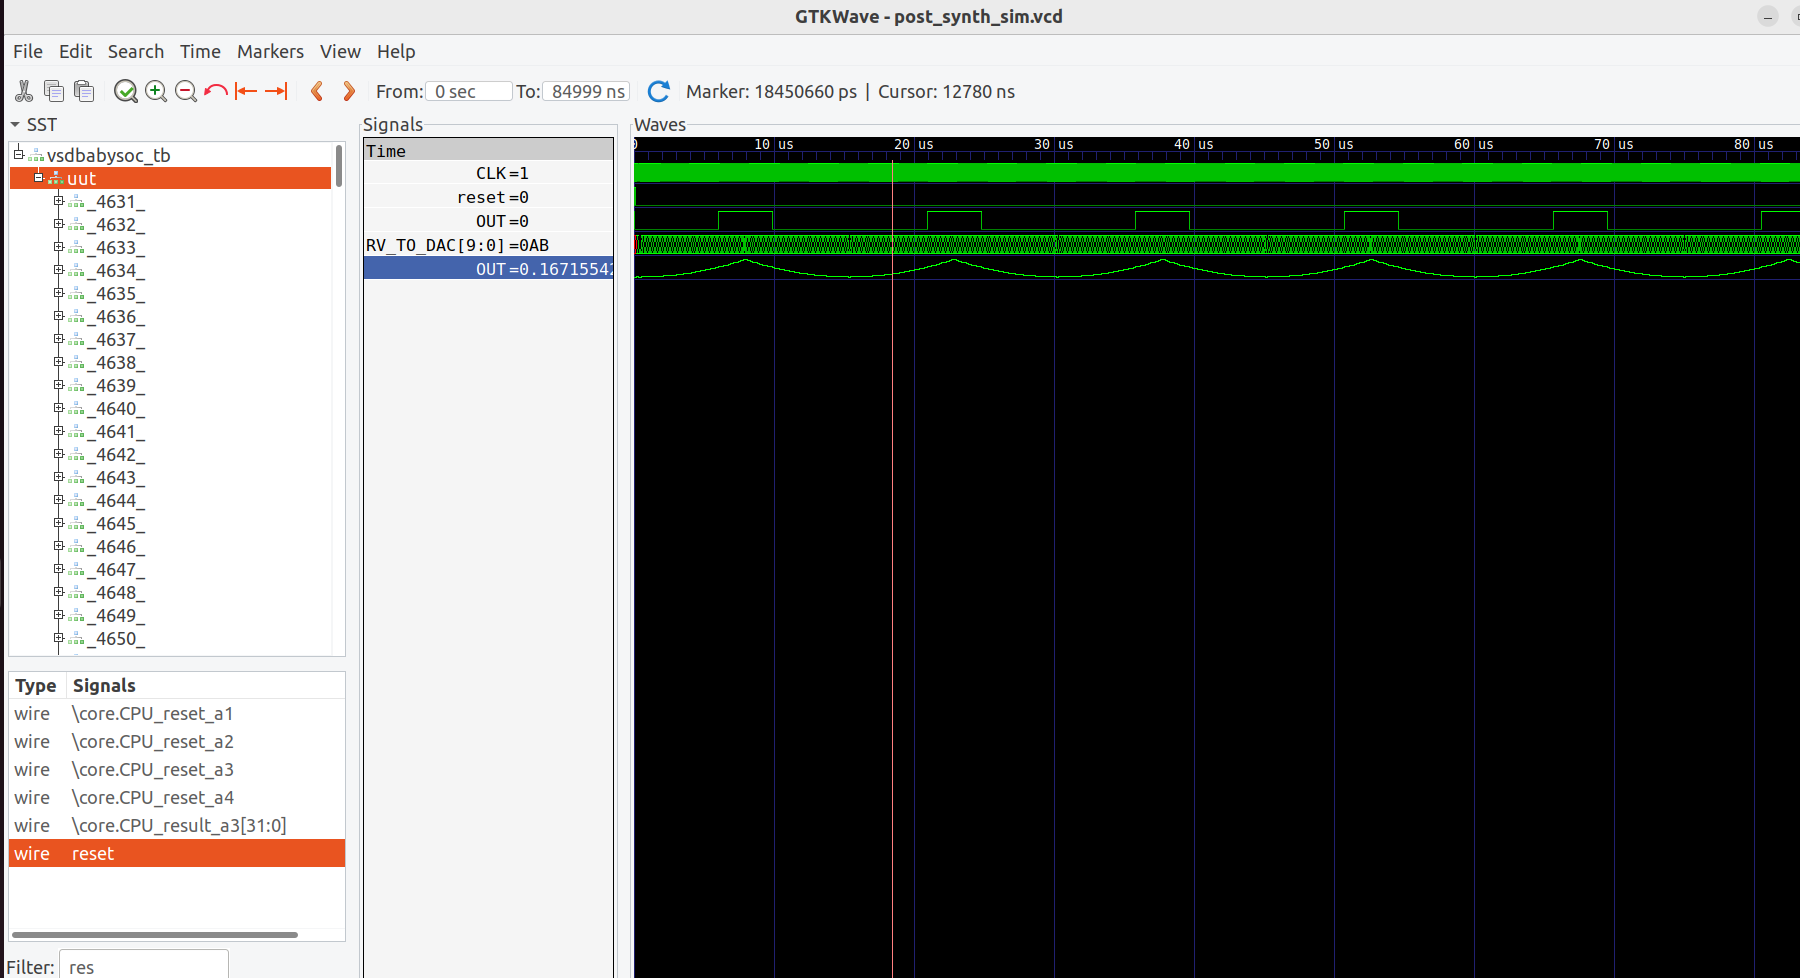 GTKWave - post_synth_sim.vcd
File Edit Search Time Markers View Help
From: 0 sec To: 84999 ns Marker: 18450660 ps | Cursor: 12780 ns
SST
vsdbabysoc_tb
uut
_4631_
_4632_
_4633_
_4634_
_4635_
_4636_
_4637_
_4638_
_4639_
_4640_
_4641_
_4642_
_4643_
_4644_
_4645_
_4646_
_4647_
_4648_
_4649_
_4650_
Type Signals
wire \core.CPU_reset_a1
wire \core.CPU_reset_a2
wire \core.CPU_reset_a3
wire \core.CPU_reset_a4
wire \core.CPU_result_a3[31:0]
wire reset
Filter: res
Signals
Time
CLK=1
reset=0
OUT=0
RV_TO_DAC[9:0]=0AB
OUT=0.16715542
Waves
0 10 us 20 us 30 us 40 us 50 us 60 us 70 us 80 us